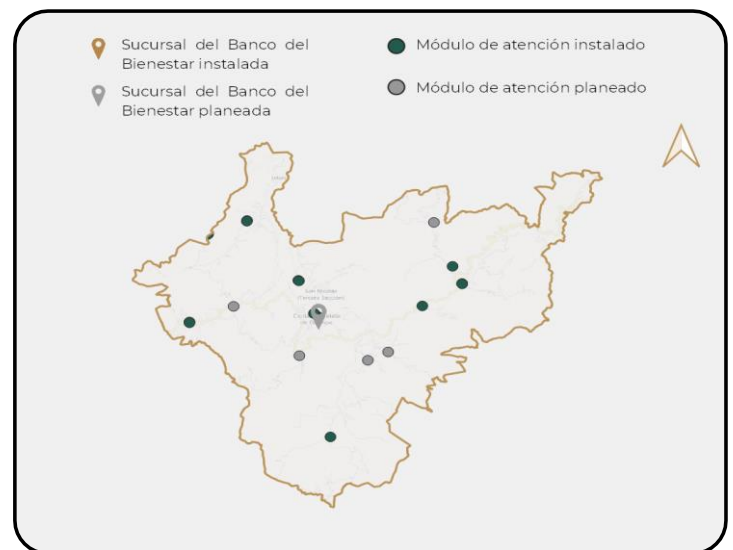 Sucursal del Banco del
Bienestar instalada
Sucursal del Banco del
Bienestar planeada
Módulo de atención instalado
Módulo de atención planeado